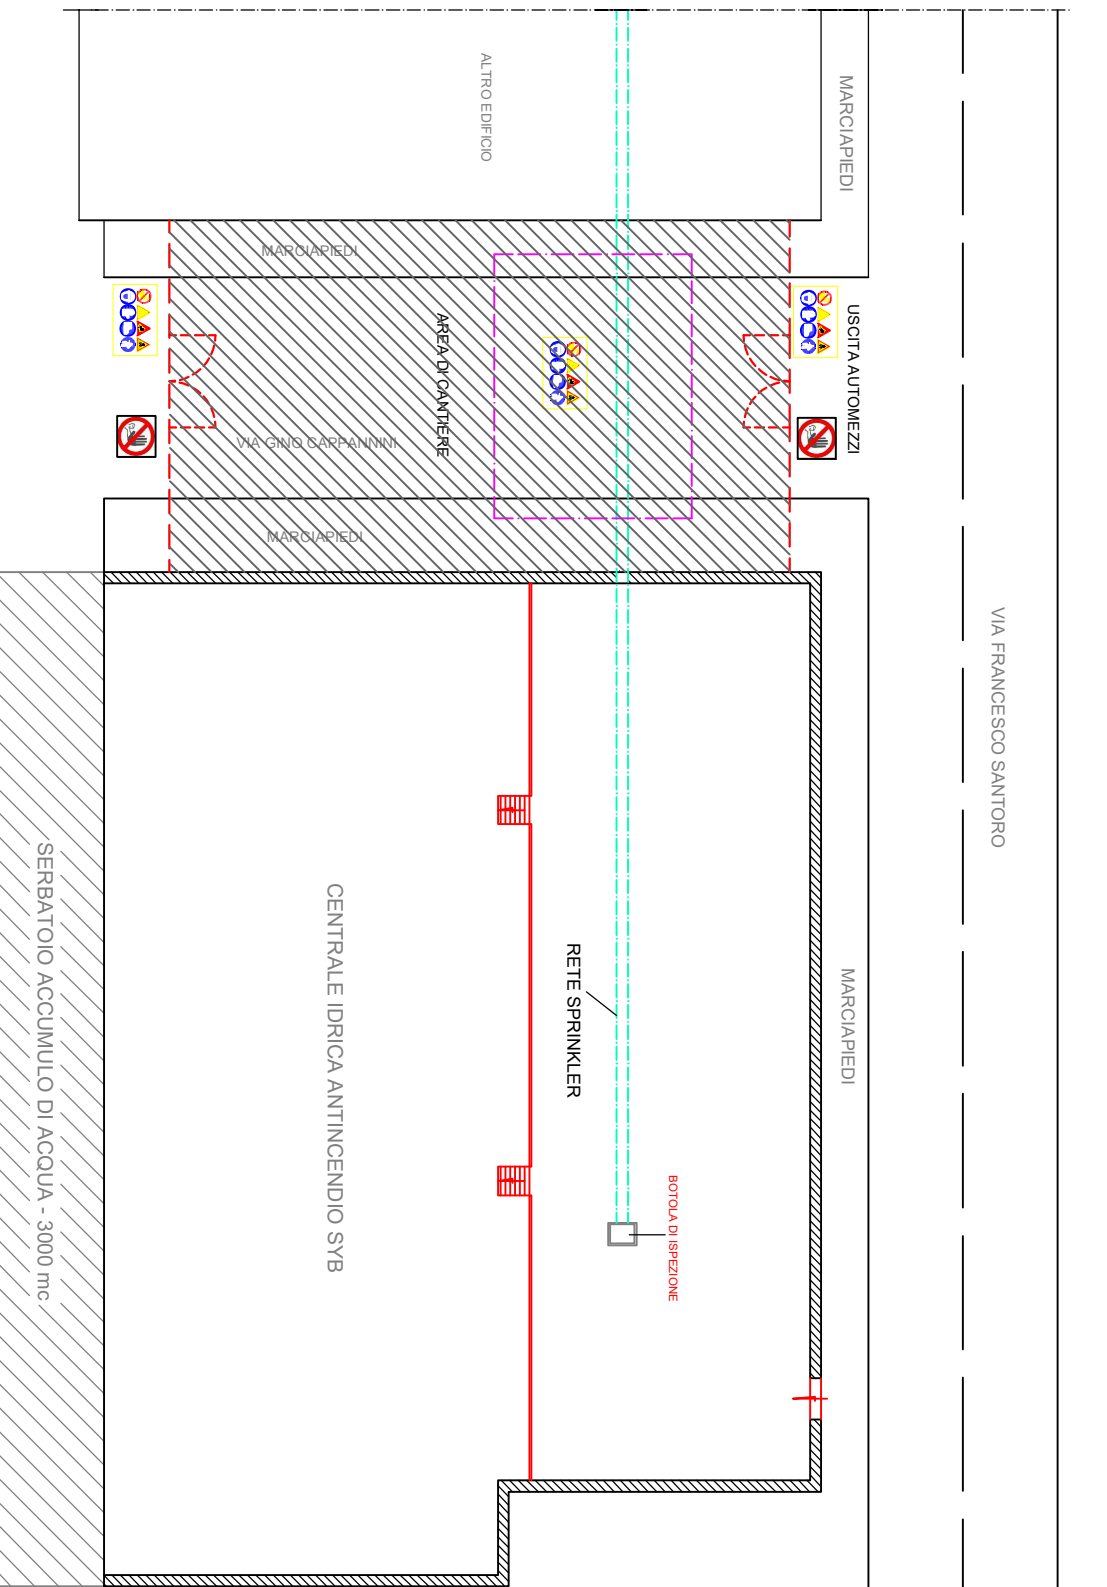 ALTRO EDIFICIO
MARCIAPIEDI
MARCIAPIEDI
USCITA AUTOMEZZI
AREA DI CANTIERE
VIA GINO CAPPANNINI
MARCIAPIEDI
VIA FRANCESCO SANTORO
SERBATOIO ACCUMULO DI ACQUA - 3000 mc
CENTRALE IDRICA ANTINCENDIO SYB
RETE SPRINKLER
MARCIAPIEDI
BOTOLA DI ISPEZIONE